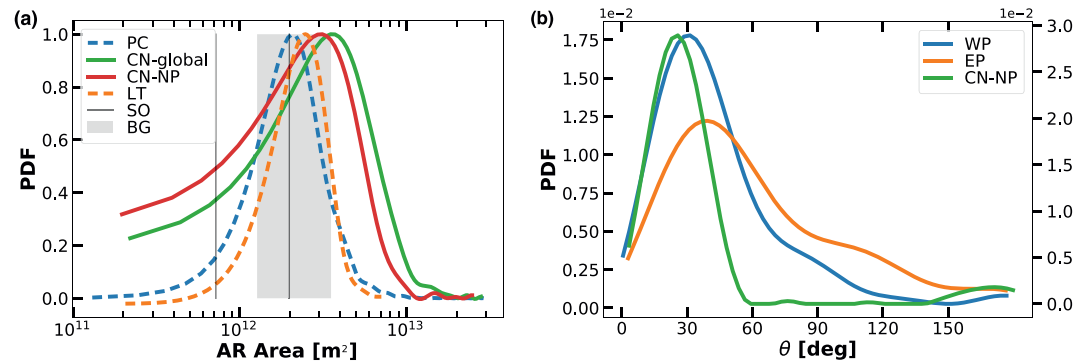 (a)
PDF
1.0
0.8
0.6
0.4
0.2
0.0
PC
CN-global
CN-NP
LT
SO
BG
10¹¹
10¹²
10¹³
AR Area [m²]
(b)
1e-2
1e-2
PDF
1.75
1.50
1.25
1.00
0.75
0.50
0.25
0.00
WP
EP
CN-NP
3.0
2.5
2.0
1.5
1.0
0.5
0.0
0
30
60
90
120
150
θ [deg]